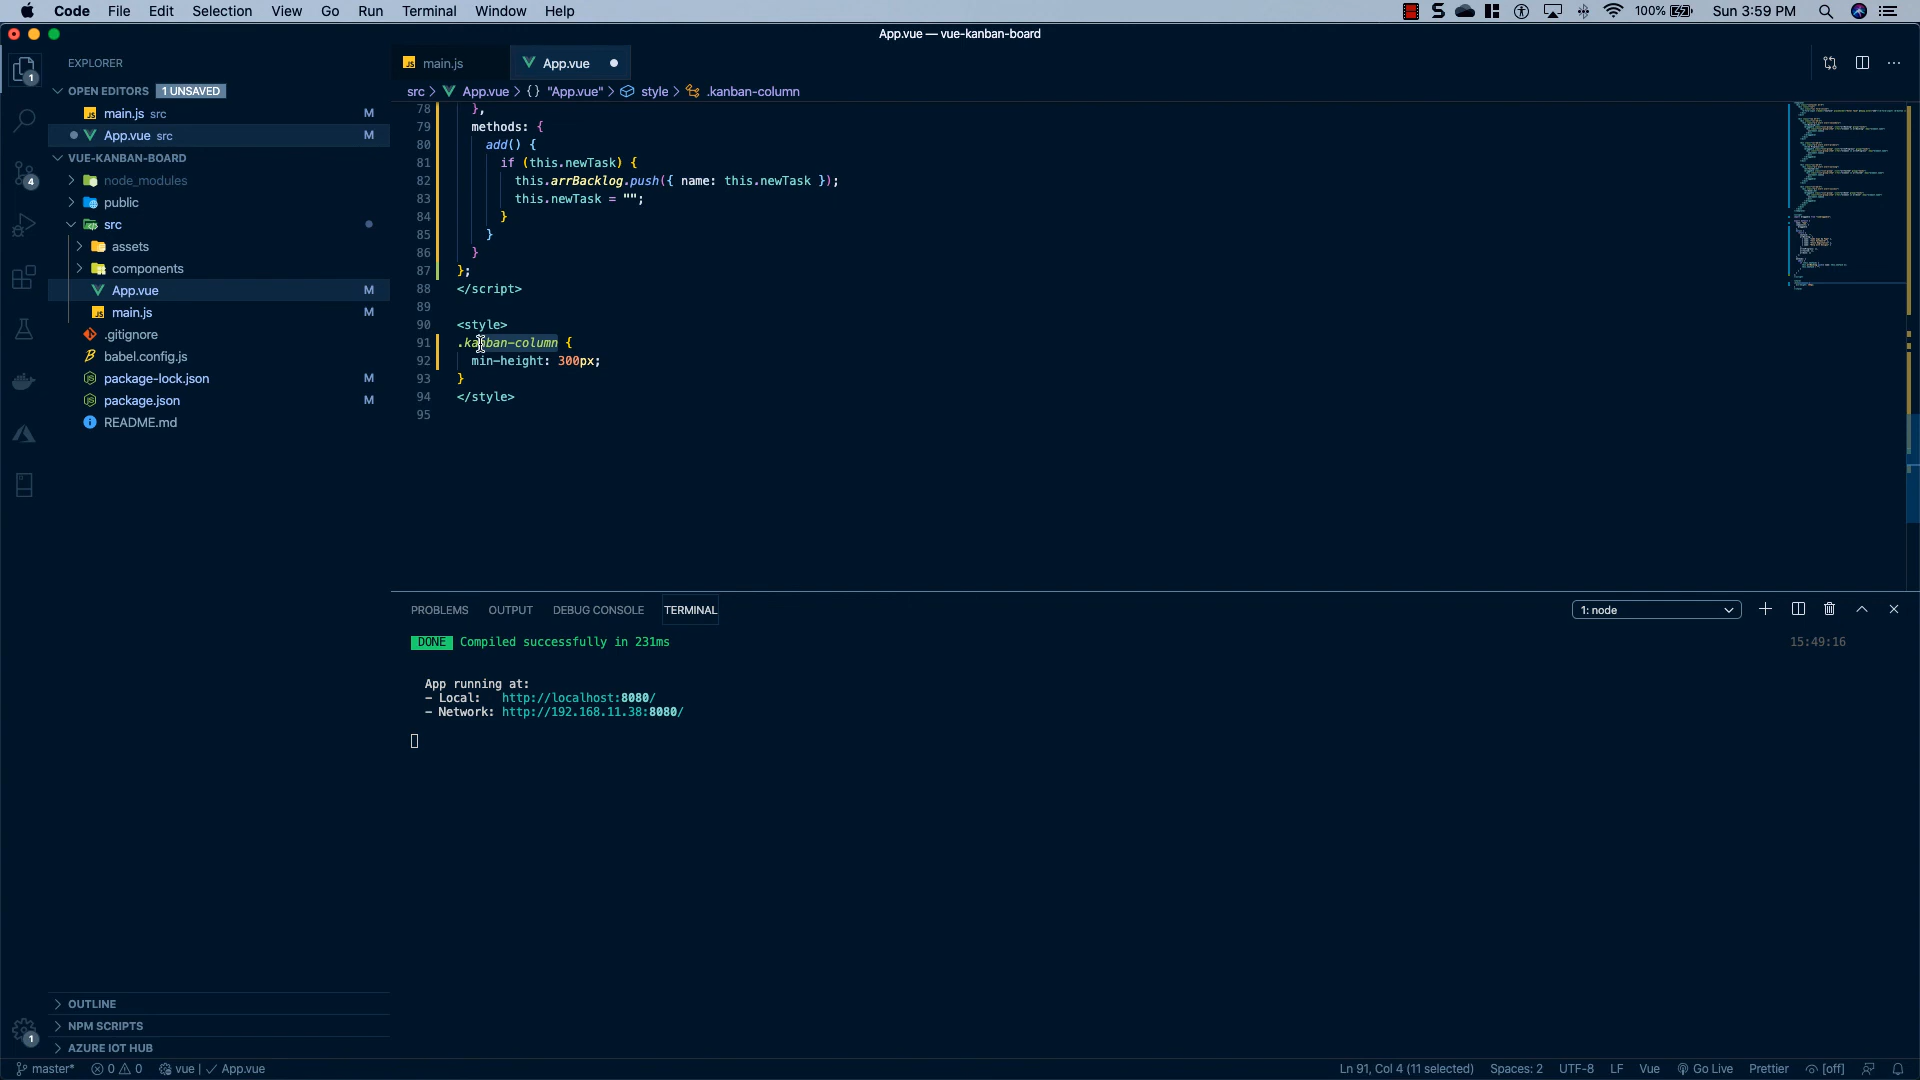 Code File Edit Selection View Go Run Terminal Window Help 100% Sun 3:59 PM
App.vue — vue-kanban-board
EXPLORER
OPEN EDITORS 1 UNSAVED
main.js src M
App.vue src M
VUE-KANBAN-BOARD
node_modules
public
src
assets
components
App.vue M
main.js M
.gitignore
babel.config.js
package-lock.json M
package.json M
README.md
OUTLINE
NPM SCRIPTS
AZURE IOT HUB
1
4
1
main.js App.vue
src > App.vue > {} "App.vue" > style > .kanban-column
78 },
79 methods: {
80 add() {
81 if (this.newTask) {
82 this.arrBacklog.push({ name: this.newTask });
83 this.newTask = "";
84 }
85 }
86 }
87 };
88 </script>
89
90 <style>
91 .kanban-column {
92 min-height: 300px;
93 }
94 </style>
95
PROBLEMS OUTPUT DEBUG CONSOLE TERMINAL 1: node
DONE Compiled successfully in 231ms 15:49:16
App running at:
- Local: http://localhost:8080/
- Network: http://192.168.11.38:8080/
master* 0 0 vue | App.vue Ln 91, Col 4 (11 selected) Spaces: 2 UTF-8 LF Vue Go Live Prettier [off]